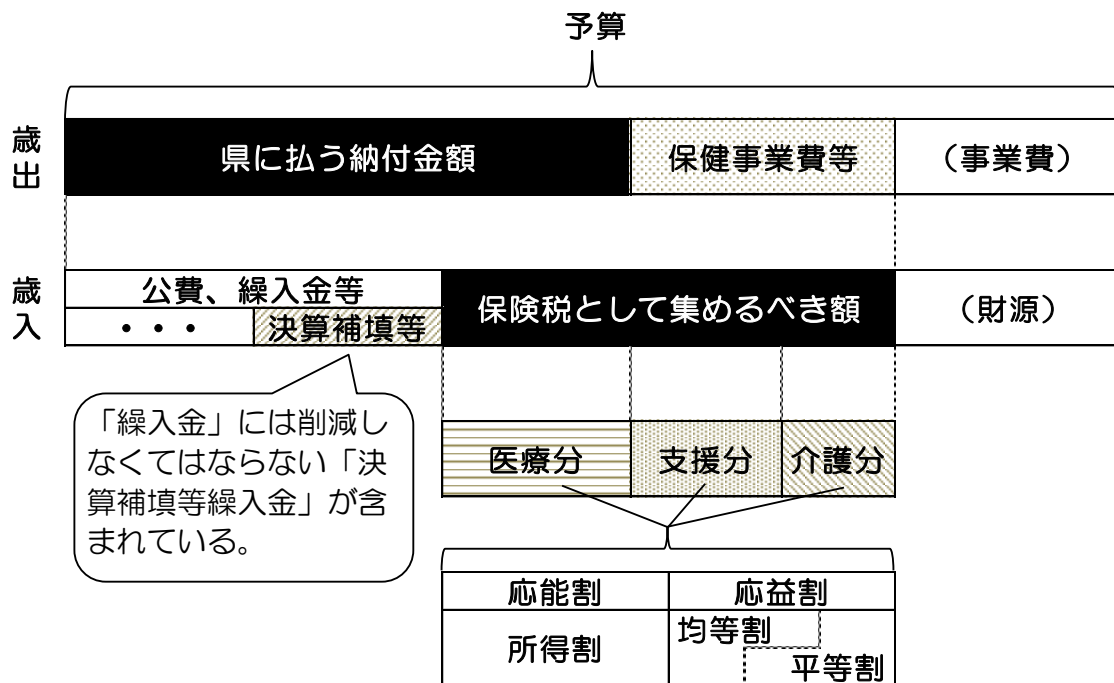 予算
歳出
県に払う納付金額
保健事業費等
（事業費）
歳入
公費、繰入金等
・・・
決算補填等
保険税として集めるべき額
（財源）
「繰入金」には削減し
なくてはならない「決
算補填等繰入金」が含
まれている。
医療分
支援分
介護分
応能割
応益割
所得割
均等割
平等割